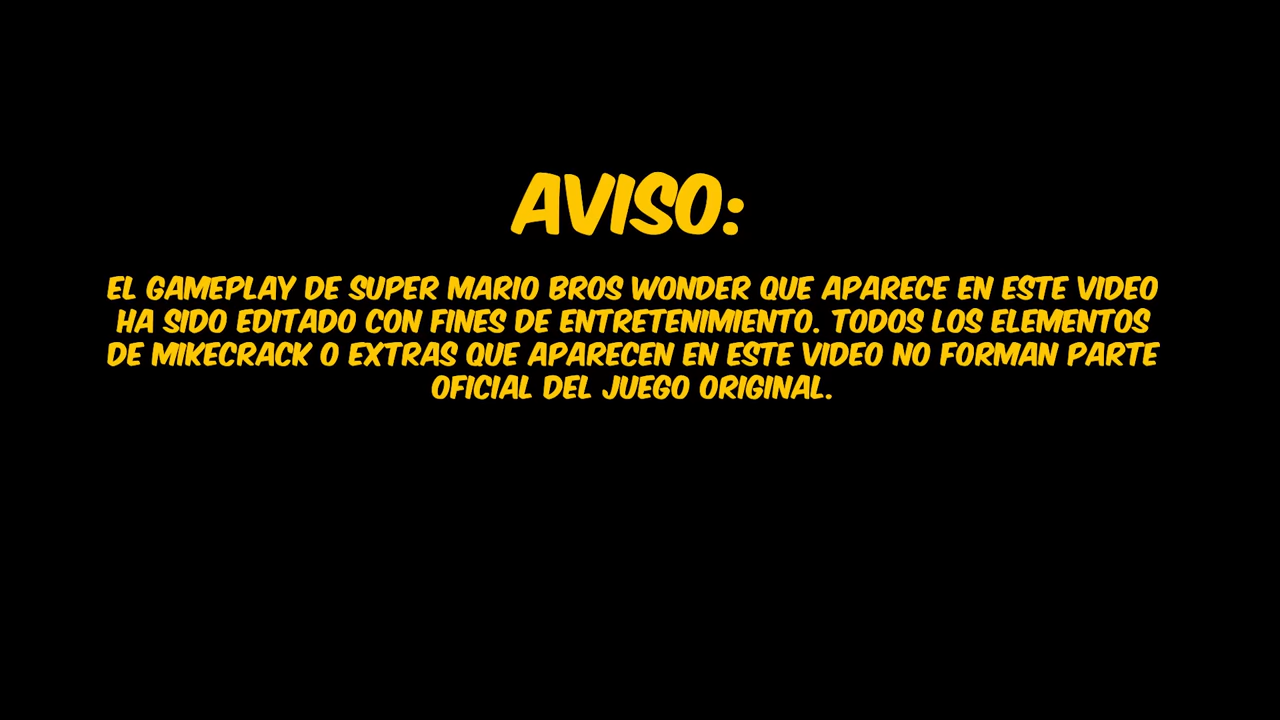 AVISO:
EL GAMEPLAY DE SUPER MARIO BROS WONDER QUE APARECE EN ESTE VIDEO
HA SIDO EDITADO CON FINES DE ENTRETENIMIENTO. TODOS LOS ELEMENTOS
DE MIKECRACK O EXTRAS QUE APARECEN EN ESTE VIDEO NO FORMAN PARTE
OFICIAL DEL JUEGO ORIGINAL.